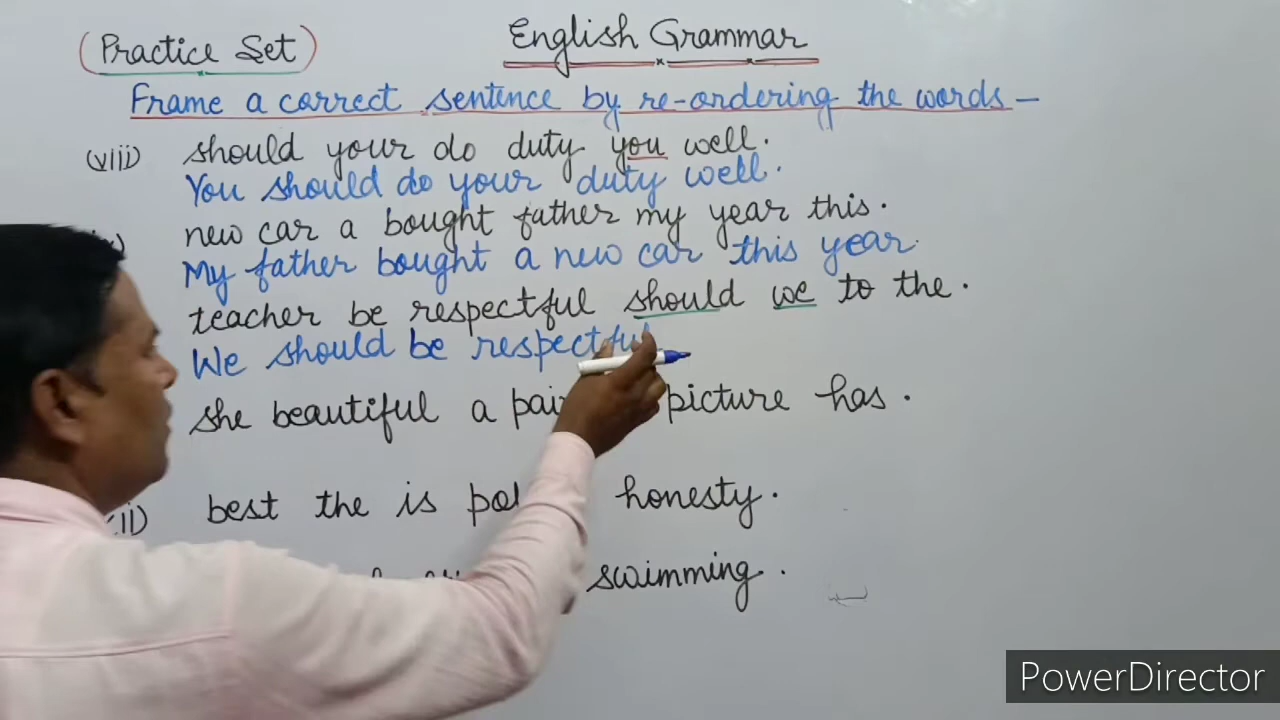 (Practice Set)
English Grammar
Frame a correct sentence by re-ordering the words –
(viii) should your do duty you well.
You should do your duty well.
new car a bought father my year this.
My father bought a new car this year.
teacher be respectful should we to the.
We should be respectful
she beautiful a picture has.
best the is honesty.
swimming.
PowerDirector